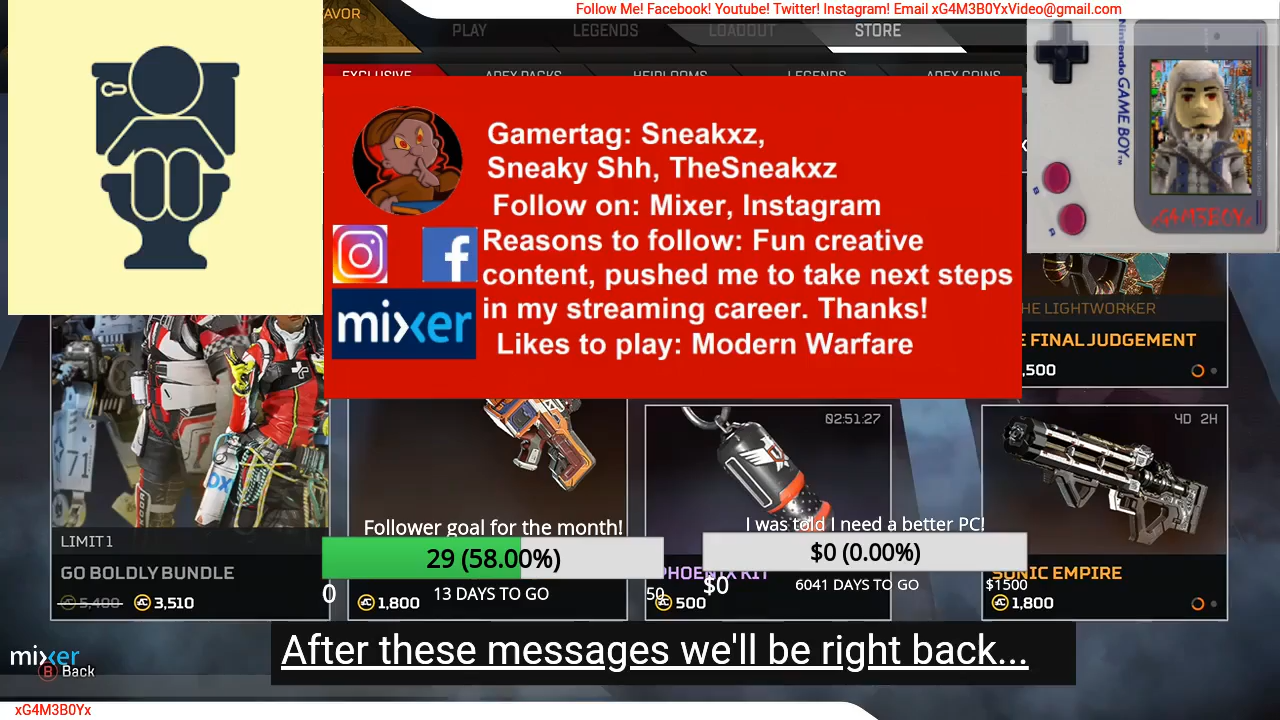 Follow Me! Facebook! Youtube! Twitter! Instagram! Email xG4M3B0YxVideo@gmail.com
PLAY LEGENDS LOADOUT STORE
EXCLUSIVE APEX PACKS HEIRLOOMS LEGENDS APEX COINS
Nintendo GAME BOY
Gamertag: Sneakxz,
Sneaky Shh, TheSneakxz
Follow on: Mixer, Instagram
Reasons to follow: Fun creative
content, pushed me to take next steps
in my streaming career. Thanks!
Likes to play: Modern Warfare
mixer
HE LIGHTWORKER
E FINAL JUDGEMENT
,500
71
02:51:27
4D 2H
LIMIT 1
GO BOLDLY BUNDLE
5,400 3,510
Follower goal for the month!
29 (58.00%)
0 13 DAYS TO GO 50
1,800
I was told I need a better PC!
$0 (0.00%)
$0 6041 DAYS TO GO $1500
PHOENIX KIT
500
SONIC EMPIRE
1,800
After these messages we'll be right back...
mixer
B Back
xG4M3B0Yx